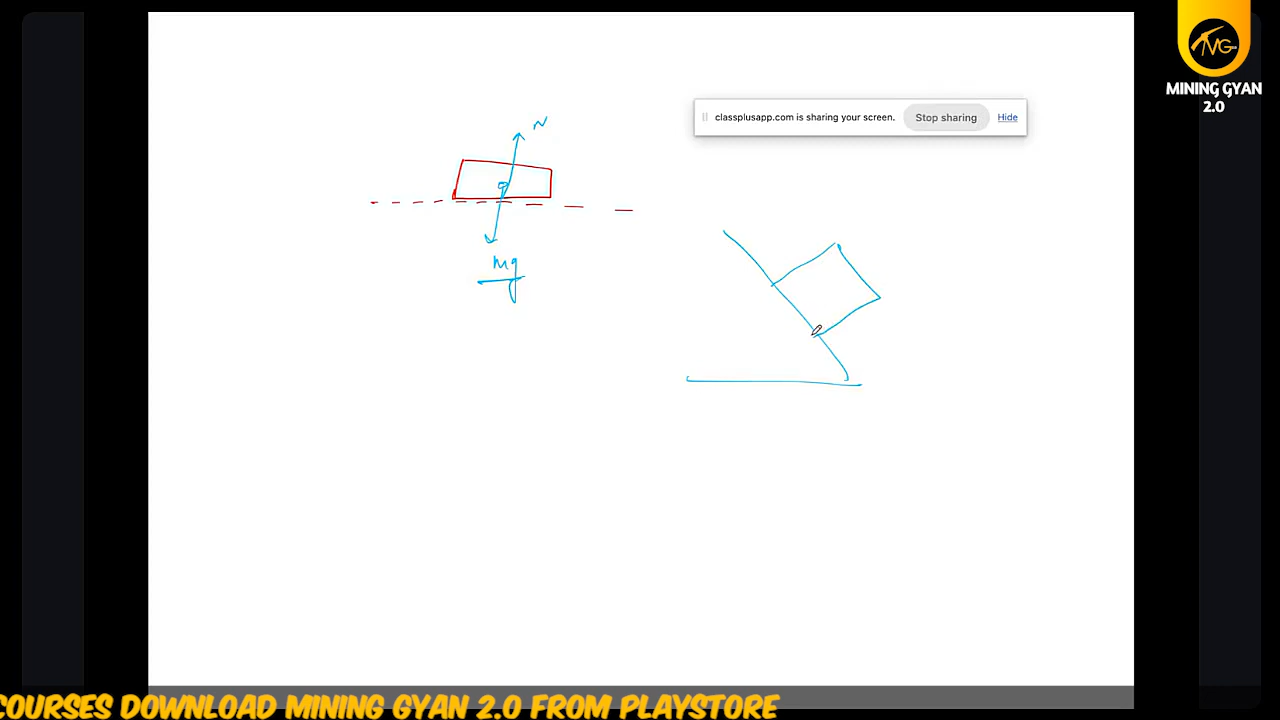 MINING GYAN
2.0
classplusapp.com is sharing your screen. Stop sharing Hide
N
Mg
COURSES DOWNLOAD MINING GYAN 2.0 FROM PLAYSTORE